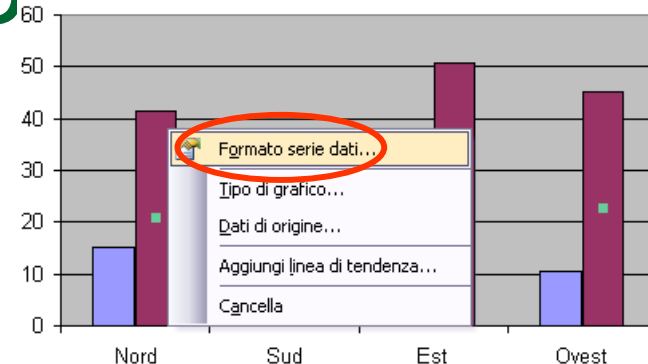 60
50
40
30
20
10
0
Formato serie dati...
Tipo di grafico...
Dati di origine...
Aggiungi linea di tendenza...
Cancella
Nord Sud Est Ovest